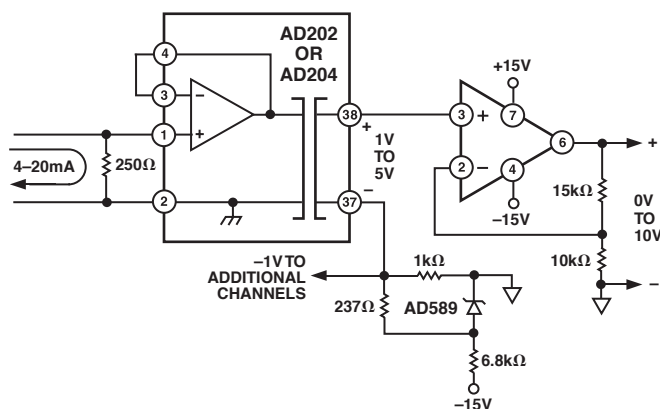 AD202
OR
AD204
4
3
−
1
+
2
4–20mA
250Ω
38
+
1V
TO
5V
−
37
+15V
3
+
7
6
2
−
4
−15V
+
15kΩ
0V
TO
10V
10kΩ
−
–1V TO
ADDITIONAL
CHANNELS
1kΩ
237Ω
AD589
6.8kΩ
−15V